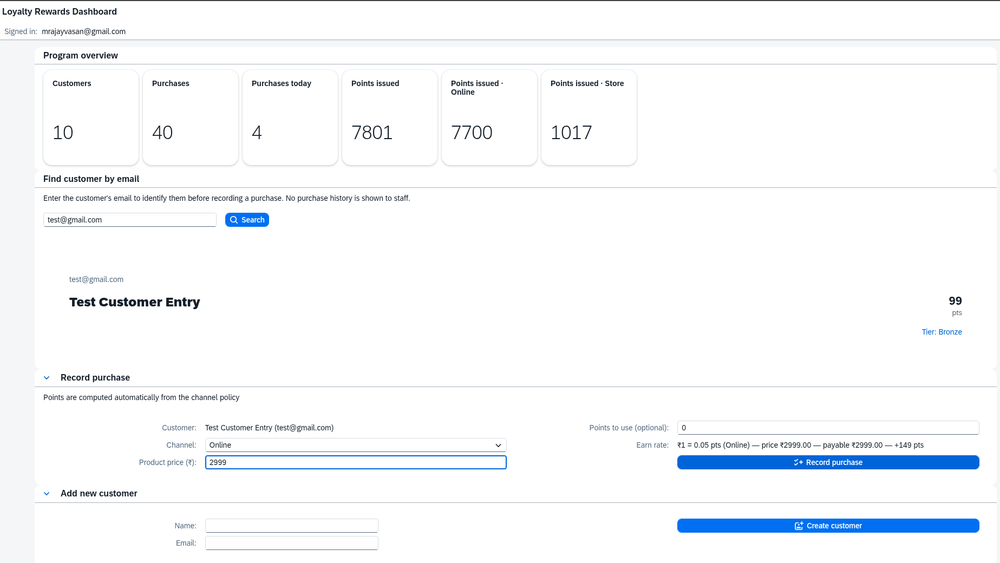 Loyalty Rewards Dashboard
Signed in: mrajayvasan@gmail.com
Program overview
Customers
10
Purchases
40
Purchases today
4
Points issued
7801
Points issued ·
Online
7700
Points issued · Store
1017
Find customer by email
Enter the customer's email to identify them before recording a purchase. No purchase history is shown to staff.
test@gmail.com
Search
test@gmail.com
Test Customer Entry
99
pts
Tier: Bronze
Record purchase
Points are computed automatically from the channel policy
Customer: Test Customer Entry (test@gmail.com)
Channel: Online
Product price (₹): 2999
Points to use (optional): 0
Earn rate: ₹1 = 0.05 pts (Online) — price ₹2999.00 — payable ₹2999.00 — +149 pts
Record purchase
Add new customer
Name:
Email:
Create customer